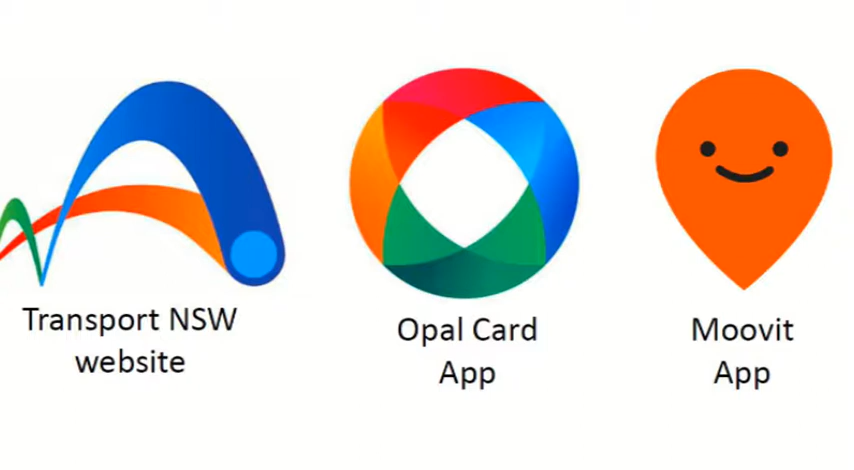 Transport NSW
website
Opal Card
App
Moovit
App